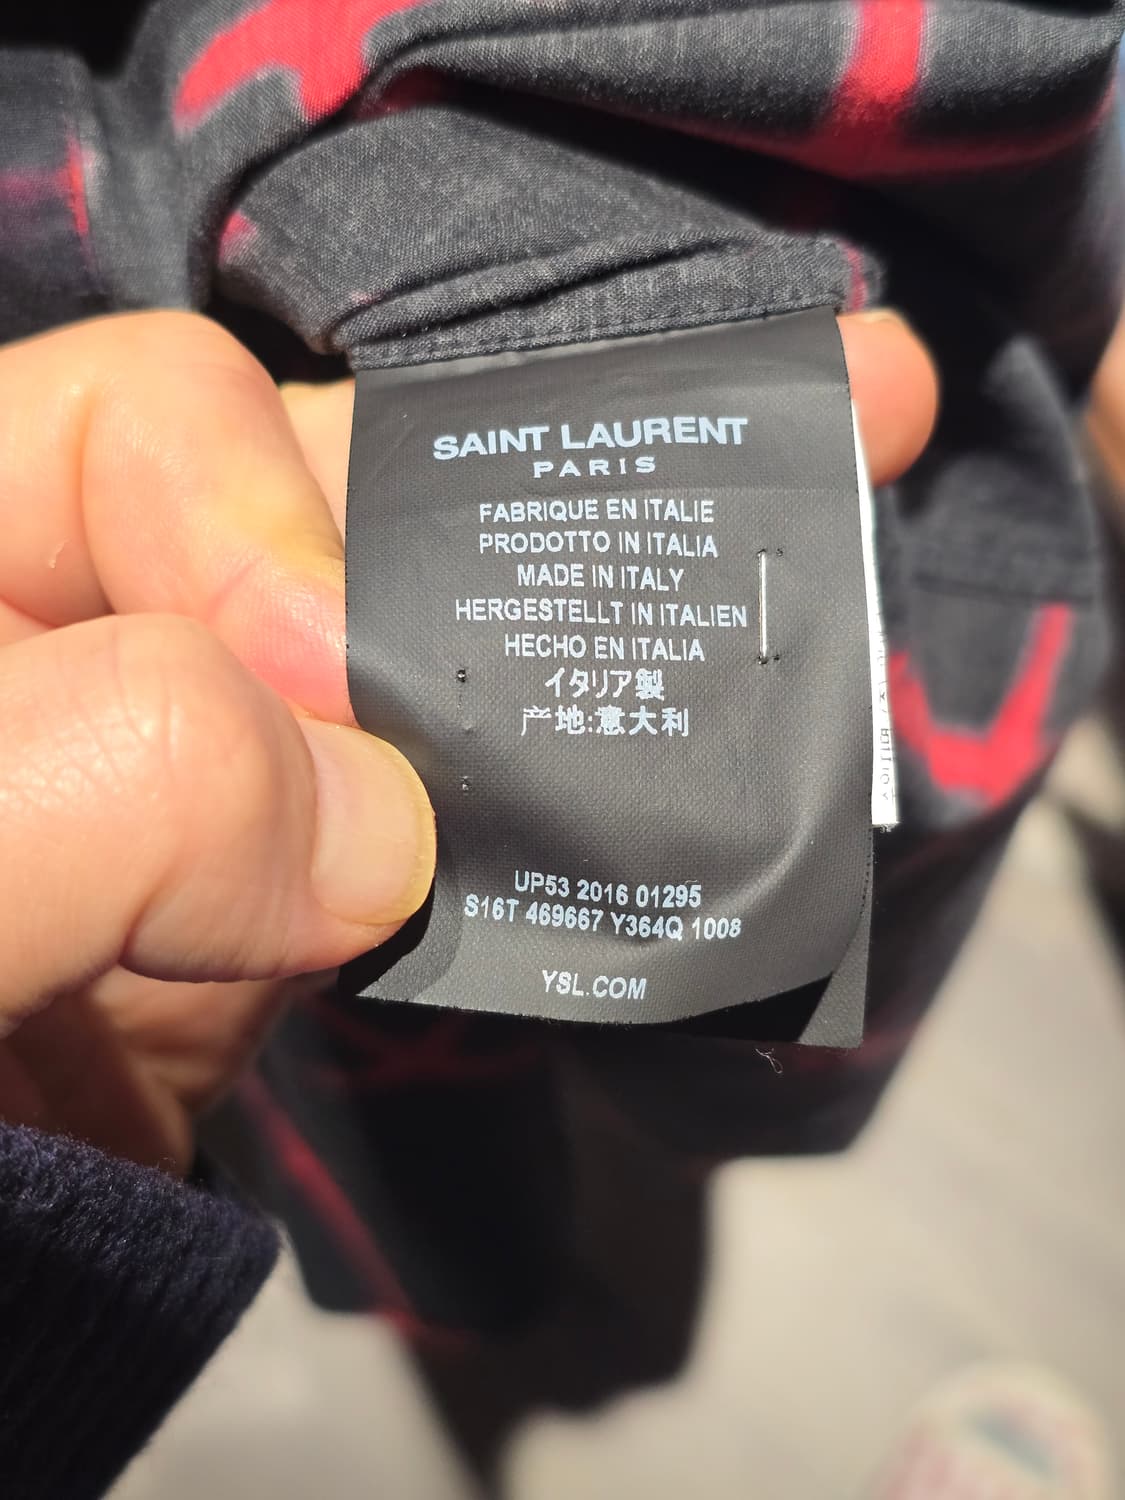 SAINT LAURENT
PARIS
FABRIQUE EN ITALIE
PRODOTTO IN ITALIA
MADE IN ITALY
HERGESTELLT IN ITALIEN
HECHO EN ITALIA
イタリア製
产地:意大利
UP53 2016 01295
S16T 469667 Y364Q 1008
YSL.COM